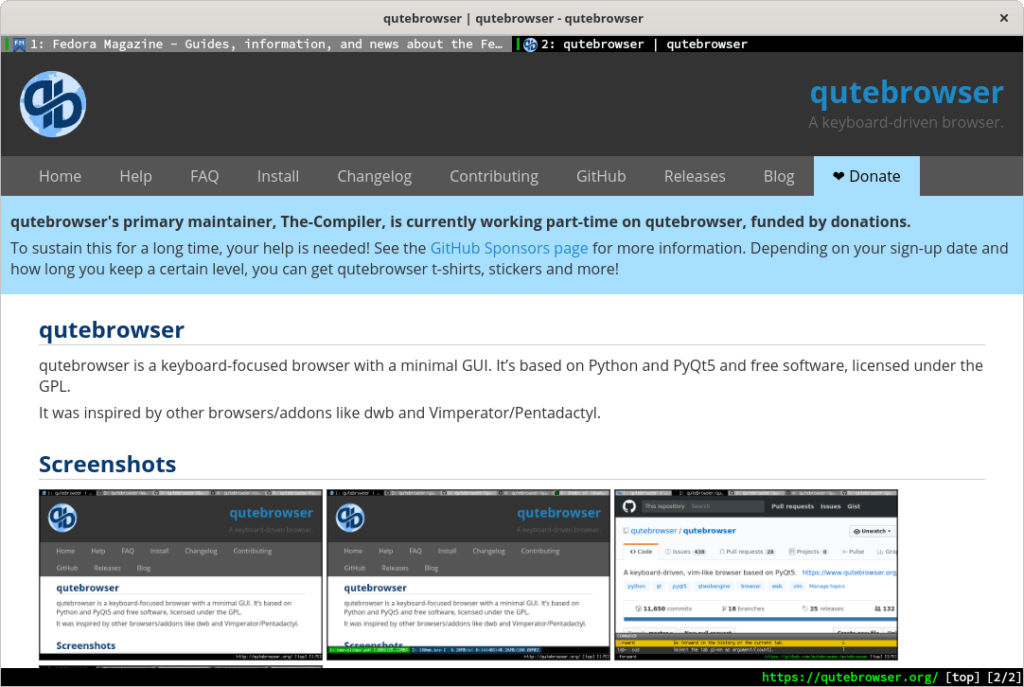 qutebrowser | qutebrowser - qutebrowser
1: Fedora Magazine - Guides, information, and news about the Fe…
2: qutebrowser | qutebrowser
qutebrowser
A keyboard-driven browser.
Home Help FAQ Install Changelog Contributing GitHub Releases Blog ❤ Donate
qutebrowser's primary maintainer, The-Compiler, is currently working part-time on qutebrowser, funded by donations.
To sustain this for a long time, your help is needed! See the GitHub Sponsors page for more information. Depending on your sign-up date and
how long you keep a certain level, you can get qutebrowser t-shirts, stickers and more!
qutebrowser
qutebrowser is a keyboard-focused browser with a minimal GUI. It’s based on Python and PyQt5 and free software, licensed under the
GPL.
It was inspired by other browsers/addons like dwb and Vimperator/Pentadactyl.
Screenshots
qutebrowser
A keyboard-driven browser.
Home Help FAQ Install Changelog Contributing
GitHub Releases Blog
qutebrowser
qutebrowser is a keyboard-focused browser with a minimal GUI. It's based on
Python and PyQt5 and free software, licensed under the GPL.
It was inspired by other browsers/addons like dwb and Vimperator/Pentadactyl.
Screenshots
qutebrowser
A keyboard-driven browser.
Home Help FAQ Install Changelog Contributing
GitHub Releases Blog
qutebrowser
qutebrowser is a keyboard-focused browser with a minimal GUI. It's based on
Python and PyQt5 and free software, licensed under the GPL.
It was inspired by other browsers/addons like dwb and Vimperator/Pentadactyl.
Screenshots
This repository Search Pull requests Issues Gist
qutebrowser / qutebrowser Unwatch
Code Issues 438 Pull requests 28 Projects 0 Pulse
A keyboard-driven, vim-like browser based on PyQt5. https://www.qutebrowser.org
python qt pyqt5 qtwebengine browser web vim Manage topics
11,650 commits 18 branches 25 releases 132
https://qutebrowser.org/ [top] [2/2]